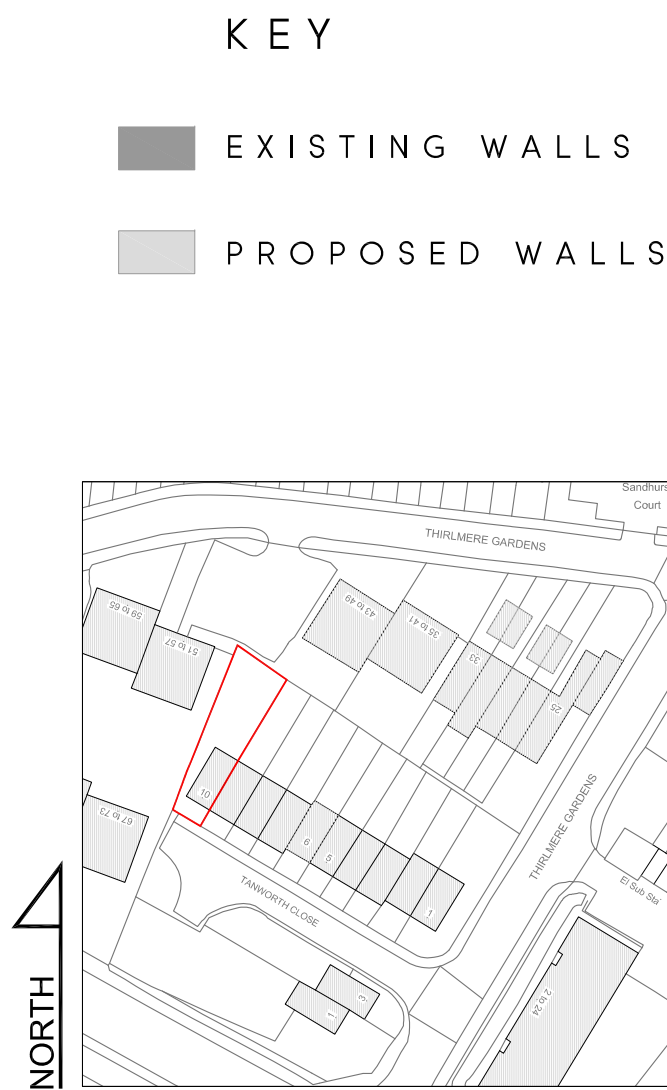 KEY
EXISTING WALLS
PROPOSED WALLS
Sandhurs
Court
THIRLMERE GARDENS
59 to 65
51 to 57
43 to 49
35 to 41
33
25
10
67 to 73
6
5
1
TANWORTH CLOSE
THIRLMERE GARDENS
El Sub Sta
3
1
2 to 24
NORTH